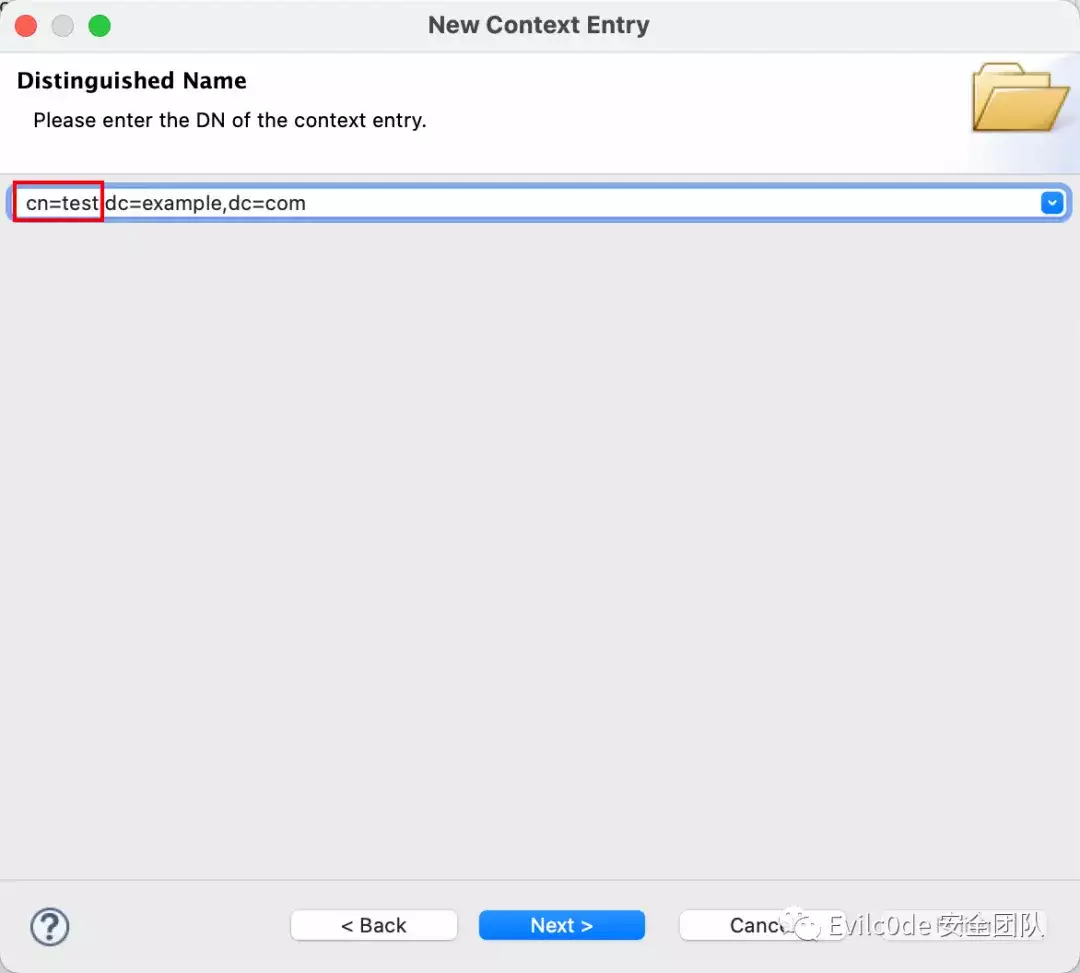 New Context Entry
Distinguished Name
Please enter the DN of the context entry.
cn=test,dc=example,dc=com
?
< Back
Next >
Evilc0de安全团队